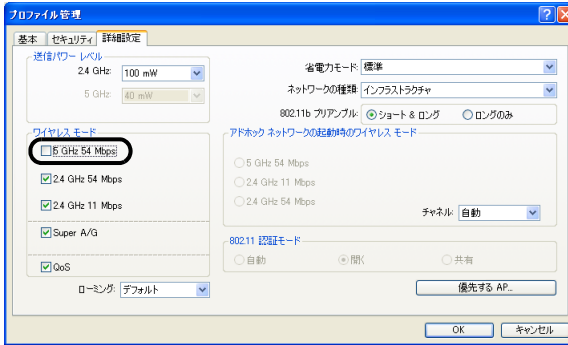 プロファイル管理
基本 セキュリティ 詳細設定
送信パワー レベル
2.4 GHz: 100 mW
5 GHz: 40 mW
省電力モード: 標準
ネットワークの種類: インフラストラクチャ
802.11b プリアンブル: ショート & ロング ロングのみ
ワイヤレス モード
5 GHz 54 Mbps
2.4 GHz 54 Mbps
2.4 GHz 11 Mbps
Super A/G
QoS
ローミング: デフォルト
アドホック ネットワークの起動時のワイヤレス モード
5 GHz 54 Mbps
2.4 GHz 11 Mbps
2.4 GHz 54 Mbps
チャネル: 自動
802.11 認証モード
自動 開く 共有
優先する AP...
OK キャンセル